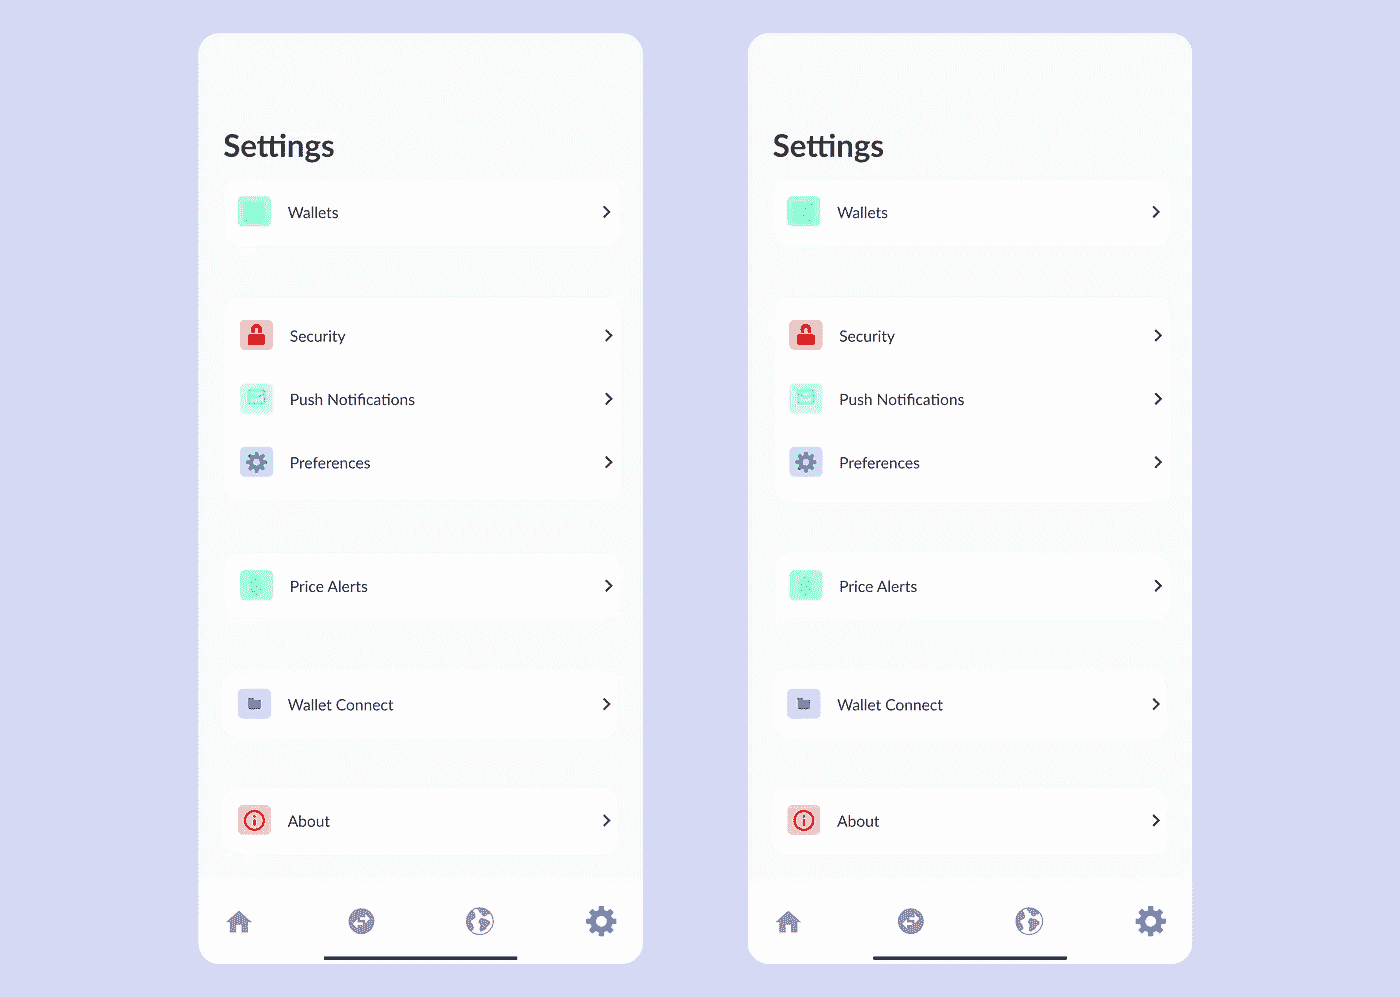 Settings
Wallets
Security
Push Notifications
Preferences
Price Alerts
Wallet Connect
About
Settings
Wallets
Security
Push Notifications
Preferences
Price Alerts
Wallet Connect
About